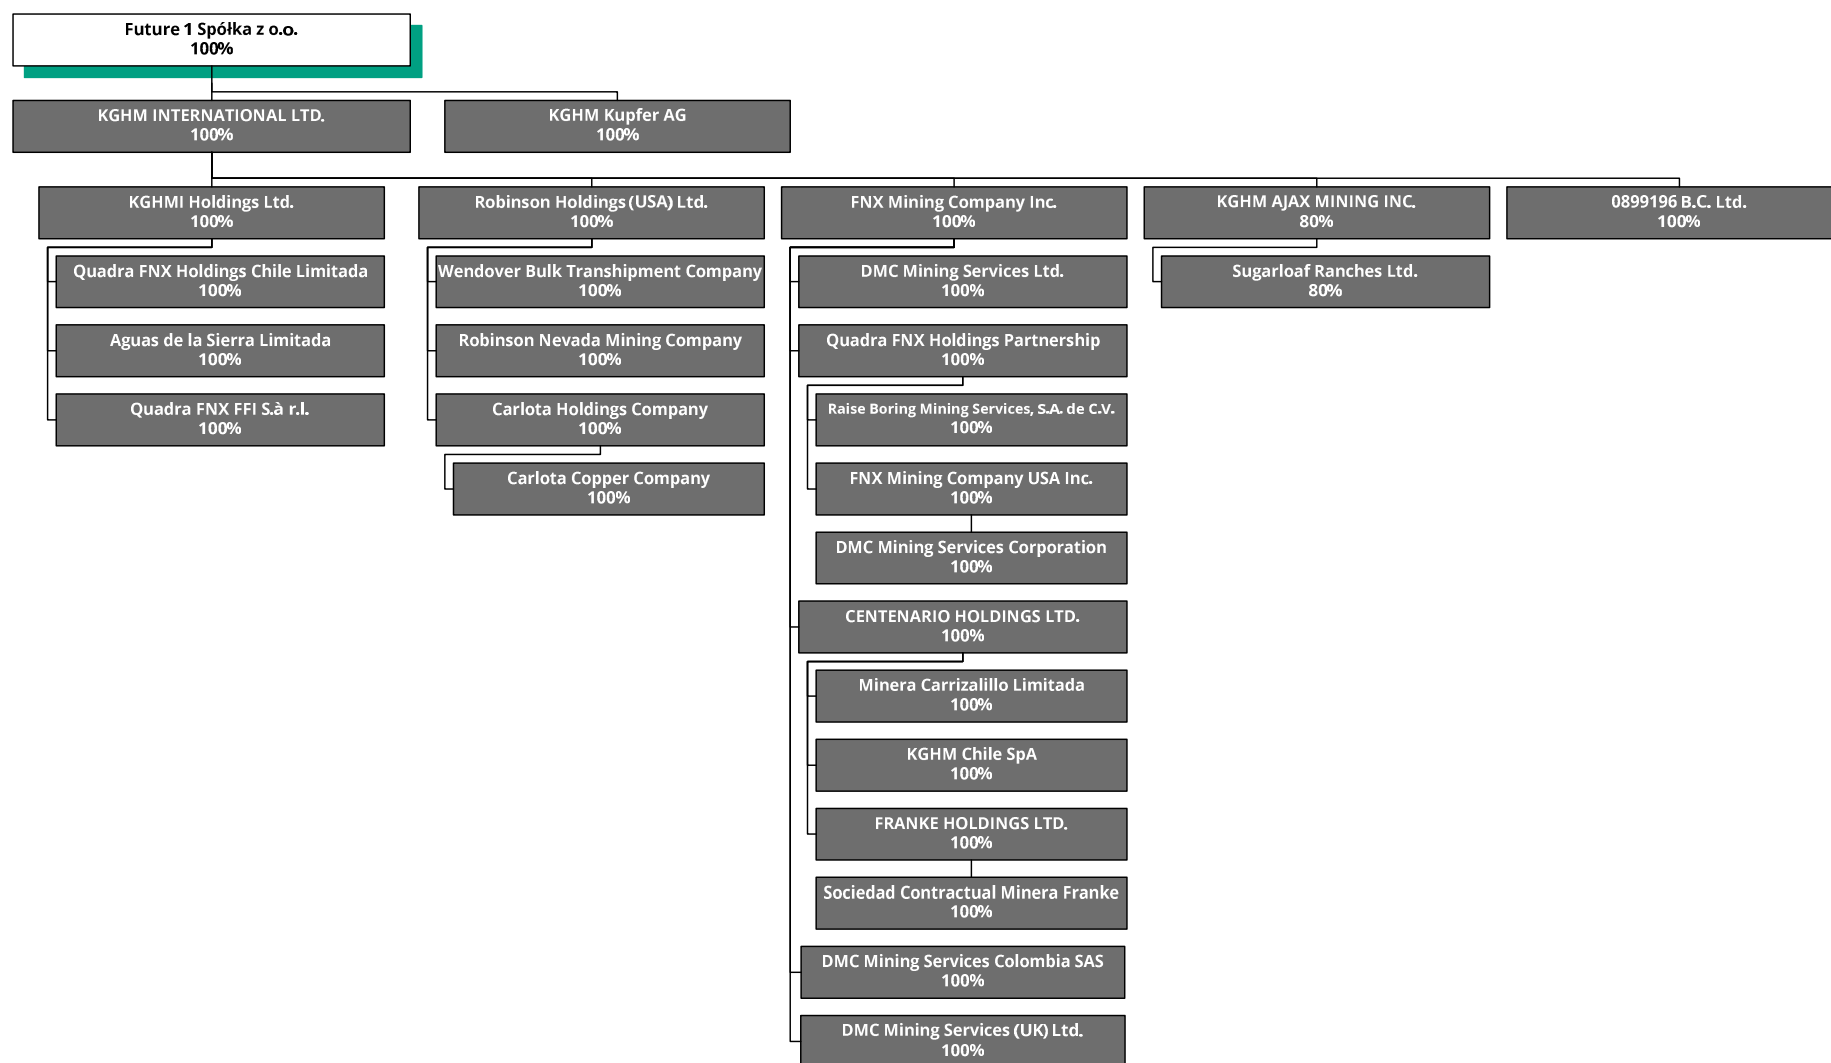 Future 1 Spółka z o.o.
100%
KGHM INTERNATIONAL LTD.
100%
KGHM Kupfer AG
100%
KGHMI Holdings Ltd.
100%
Robinson Holdings (USA) Ltd.
100%
FNX Mining Company Inc.
100%
KGHM AJAX MINING INC.
80%
0899196 B.C. Ltd.
100%
Quadra FNX Holdings Chile Limitada
100%
Aguas de la Sierra Limitada
100%
Quadra FNX FFI S.à r.l.
100%
Wendover Bulk Transhipment Company
100%
Robinson Nevada Mining Company
100%
Carlota Holdings Company
100%
Carlota Copper Company
100%
DMC Mining Services Ltd.
100%
Quadra FNX Holdings Partnership
100%
Raise Boring Mining Services, S.A. de C.V.
100%
FNX Mining Company USA Inc.
100%
DMC Mining Services Corporation
100%
CENTENARIO HOLDINGS LTD.
100%
Minera Carrizalillo Limitada
100%
KGHM Chile SpA
100%
FRANKE HOLDINGS LTD.
100%
Sociedad Contractual Minera Franke
100%
DMC Mining Services Colombia SAS
100%
DMC Mining Services (UK) Ltd.
100%
Sugarloaf Ranches Ltd.
80%